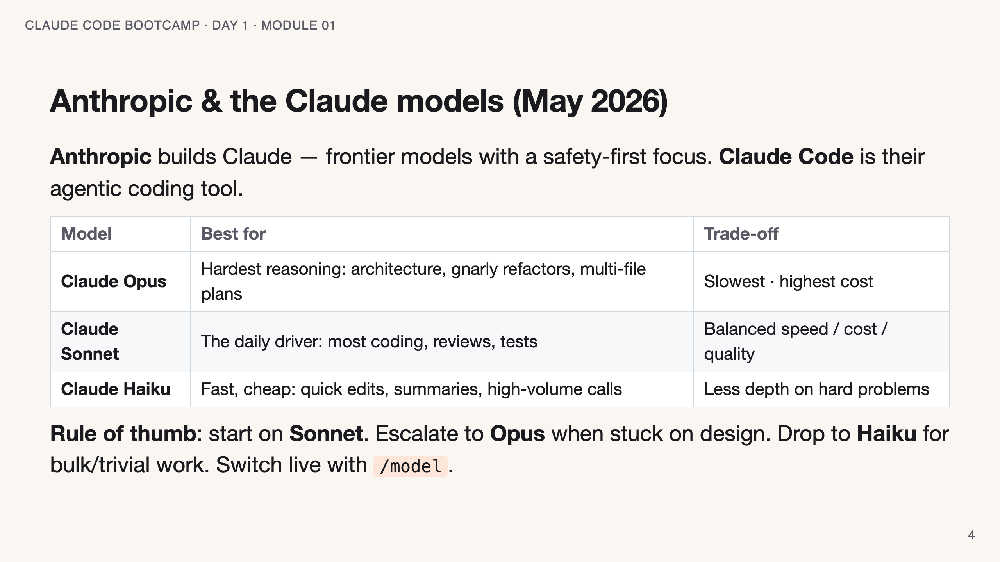 CLAUDE CODE BOOTCAMP · DAY 1 · MODULE 01
Anthropic & the Claude models (May 2026)
Anthropic builds Claude — frontier models with a safety-first focus. Claude Code is their
agentic coding tool.
Model Best for Trade-off
Claude Opus
Hardest reasoning: architecture, gnarly refactors, multi-file
plans
Slowest · highest cost
Claude
Sonnet
The daily driver: most coding, reviews, tests
Balanced speed / cost /
quality
Claude Haiku Fast, cheap: quick edits, summaries, high-volume calls Less depth on hard problems
Rule of thumb: start on Sonnet. Escalate to Opus when stuck on design. Drop to Haiku for
bulk/trivial work. Switch live with /model.
4